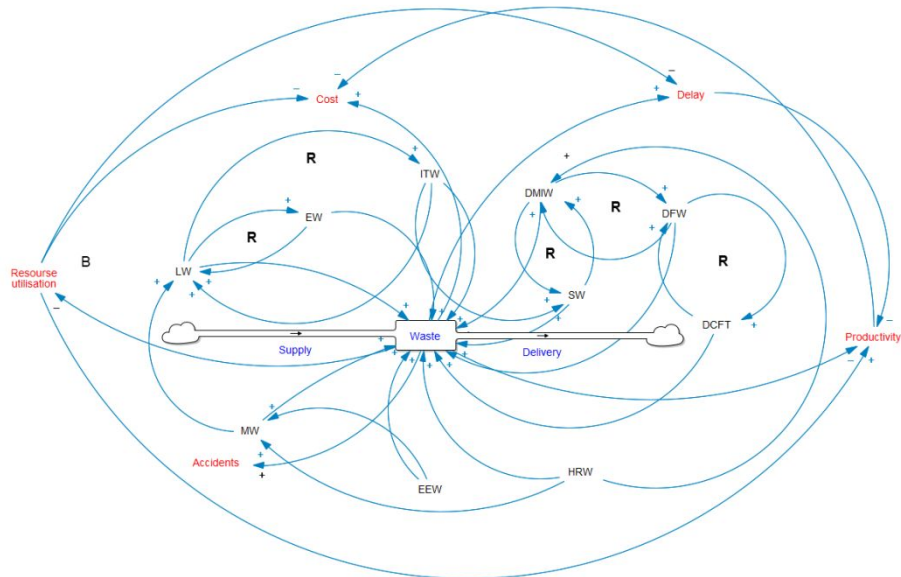 Cost
Delay
R
ITW
DMIW
R
DFW
EW
R
B
LW
R
R
Resourse
utilisation
SW
DCFT
Waste
Productivity
Supply
Delivery
MW
Accidents
HRW
EEW